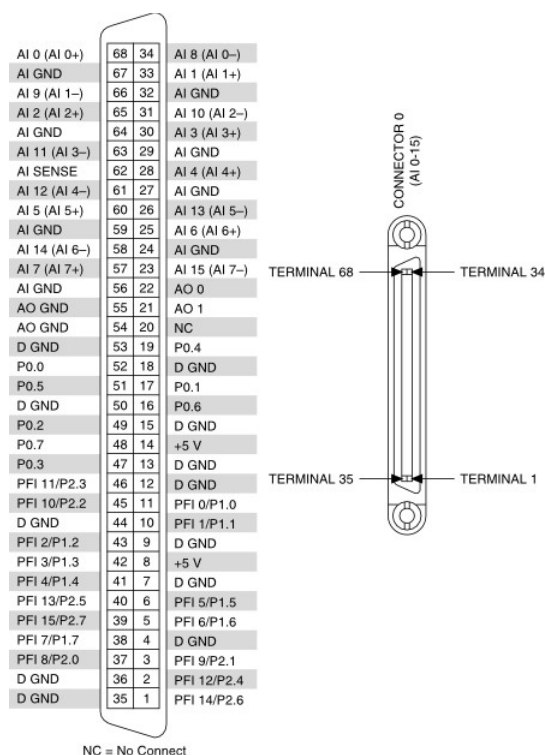 AI 0 (AI 0+) 68 34 AI 8 (AI 0–)
AI GND 67 33 AI 1 (AI 1+)
AI 9 (AI 1–) 66 32 AI GND
AI 2 (AI 2+) 65 31 AI 10 (AI 2–)
AI GND 64 30 AI 3 (AI 3+)
AI 11 (AI 3–) 63 29 AI GND
AI SENSE 62 28 AI 4 (AI 4+)
AI 12 (AI 4–) 61 27 AI GND
AI 5 (AI 5+) 60 26 AI 13 (AI 5–)
AI GND 59 25 AI 6 (AI 6+)
AI 14 (AI 6–) 58 24 AI GND
AI 7 (AI 7+) 57 23 AI 15 (AI 7–)
AI GND 56 22 AO 0
AO GND 55 21 AO 1
AO GND 54 20 NC
D GND 53 19 P0.4
P0.0 52 18 D GND
P0.5 51 17 P0.1
D GND 50 16 P0.6
P0.2 49 15 D GND
P0.7 48 14 +5 V
P0.3 47 13 D GND
PFI 11/P2.3 46 12 D GND
PFI 10/P2.2 45 11 PFI 0/P1.0
D GND 44 10 PFI 1/P1.1
PFI 2/P1.2 43 9 D GND
PFI 3/P1.3 42 8 +5 V
PFI 4/P1.4 41 7 D GND
PFI 13/P2.5 40 6 PFI 5/P1.5
PFI 15/P2.7 39 5 PFI 6/P1.6
PFI 7/P1.7 38 4 D GND
PFI 8/P2.0 37 3 PFI 9/P2.1
D GND 36 2 PFI 12/P2.4
D GND 35 1 PFI 14/P2.6
NC = No Connect
CONNECTOR 0
(AI 0-15)
TERMINAL 68
TERMINAL 34
TERMINAL 35
TERMINAL 1